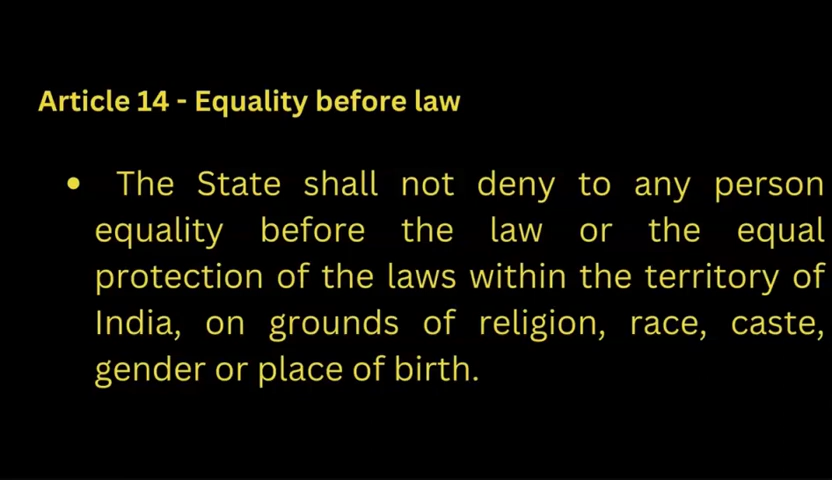 Article 14 - Equality before law
• The State shall not deny to any person
equality before the law or the equal
protection of the laws within the territory of
India, on grounds of religion, race, caste,
gender or place of birth.